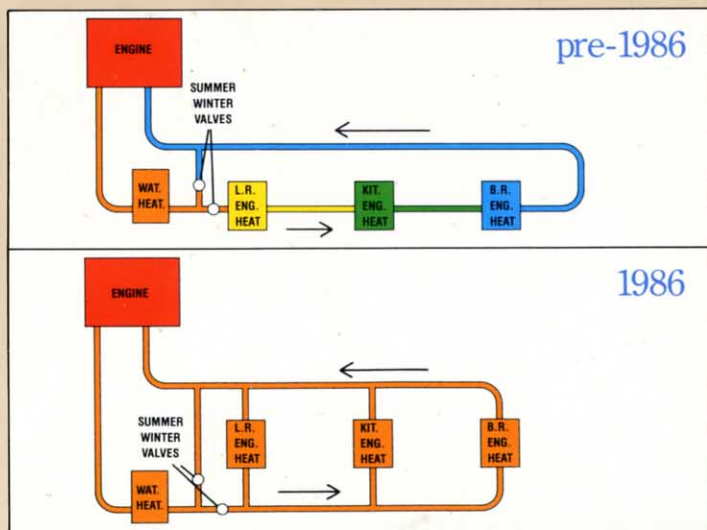 pre-1986
ENGINE
SUMMER
WINTER
VALVES
WAT.
HEAT.
L.R.
ENG.
HEAT
KIT.
ENG.
HEAT
B.R.
ENG.
HEAT
1986
ENGINE
SUMMER
WINTER
VALVES
L.R.
ENG.
HEAT
KIT.
ENG.
HEAT
B.R.
ENG.
HEAT
WAT.
HEAT.